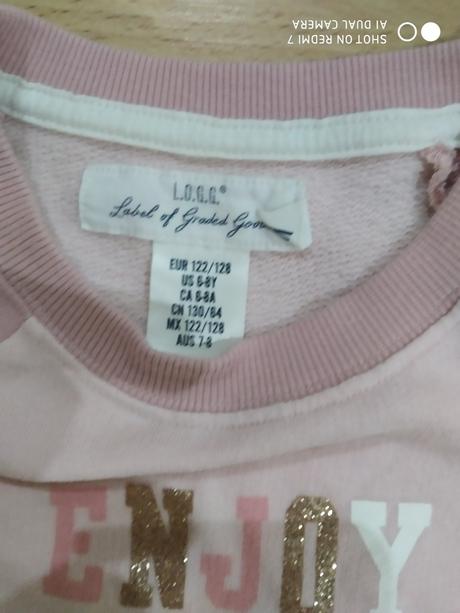 SHOT ON REDMI 7
AI DUAL CAMERA
L.O.G.G.®
Label of Graded Goods
EUR 122/128
US 6-8Y
CA 6-8A
CN 130/64
MX 122/128
AUS 7-8
ENJOY